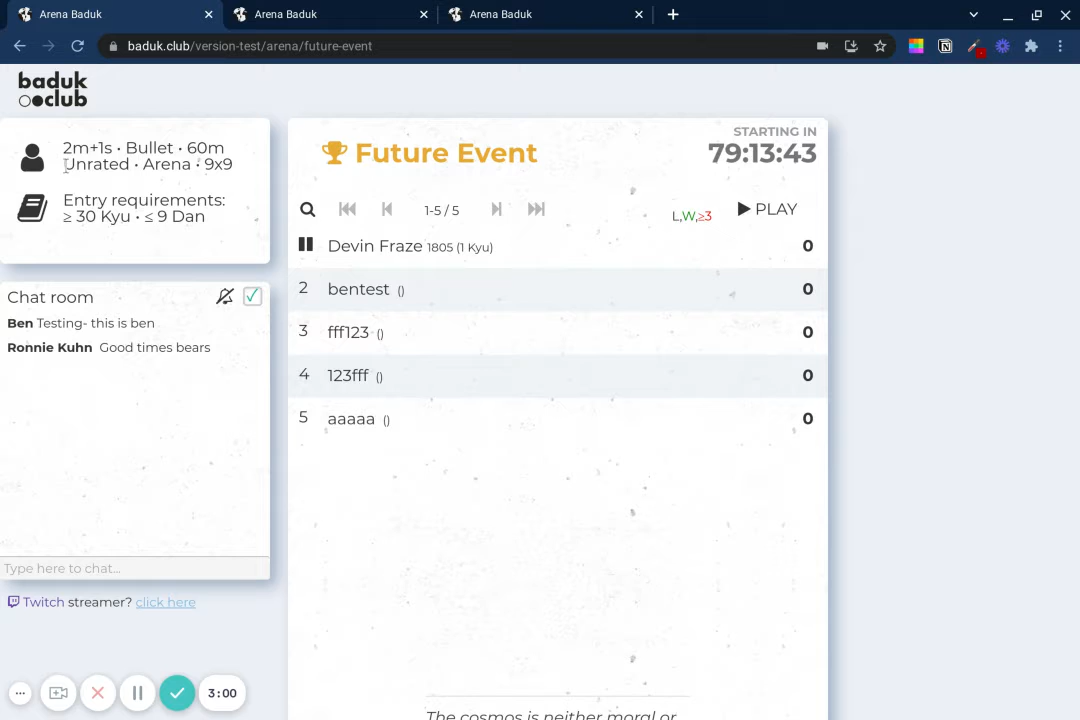 Arena Baduk
Arena Baduk
Arena Baduk
baduk.club/version-test/arena/future-event
baduk
club
2m+1s • Bullet • 60m
Unrated • Arena • 9x9
Entry requirements:
≥ 30 Kyu • ≤ 9 Dan
Chat room
Ben Testing- this is ben
Ronnie Kuhn Good times bears
Type here to chat...
Twitch streamer? click here
3:00
Future Event
STARTING IN
79:13:43
1-5 / 5
L,W,≥3
PLAY
Devin Fraze 1805 (1 Kyu) 0
2 bentest () 0
3 fff123 () 0
4 123fff () 0
5 aaaaa () 0
The cosmos is neither moral or